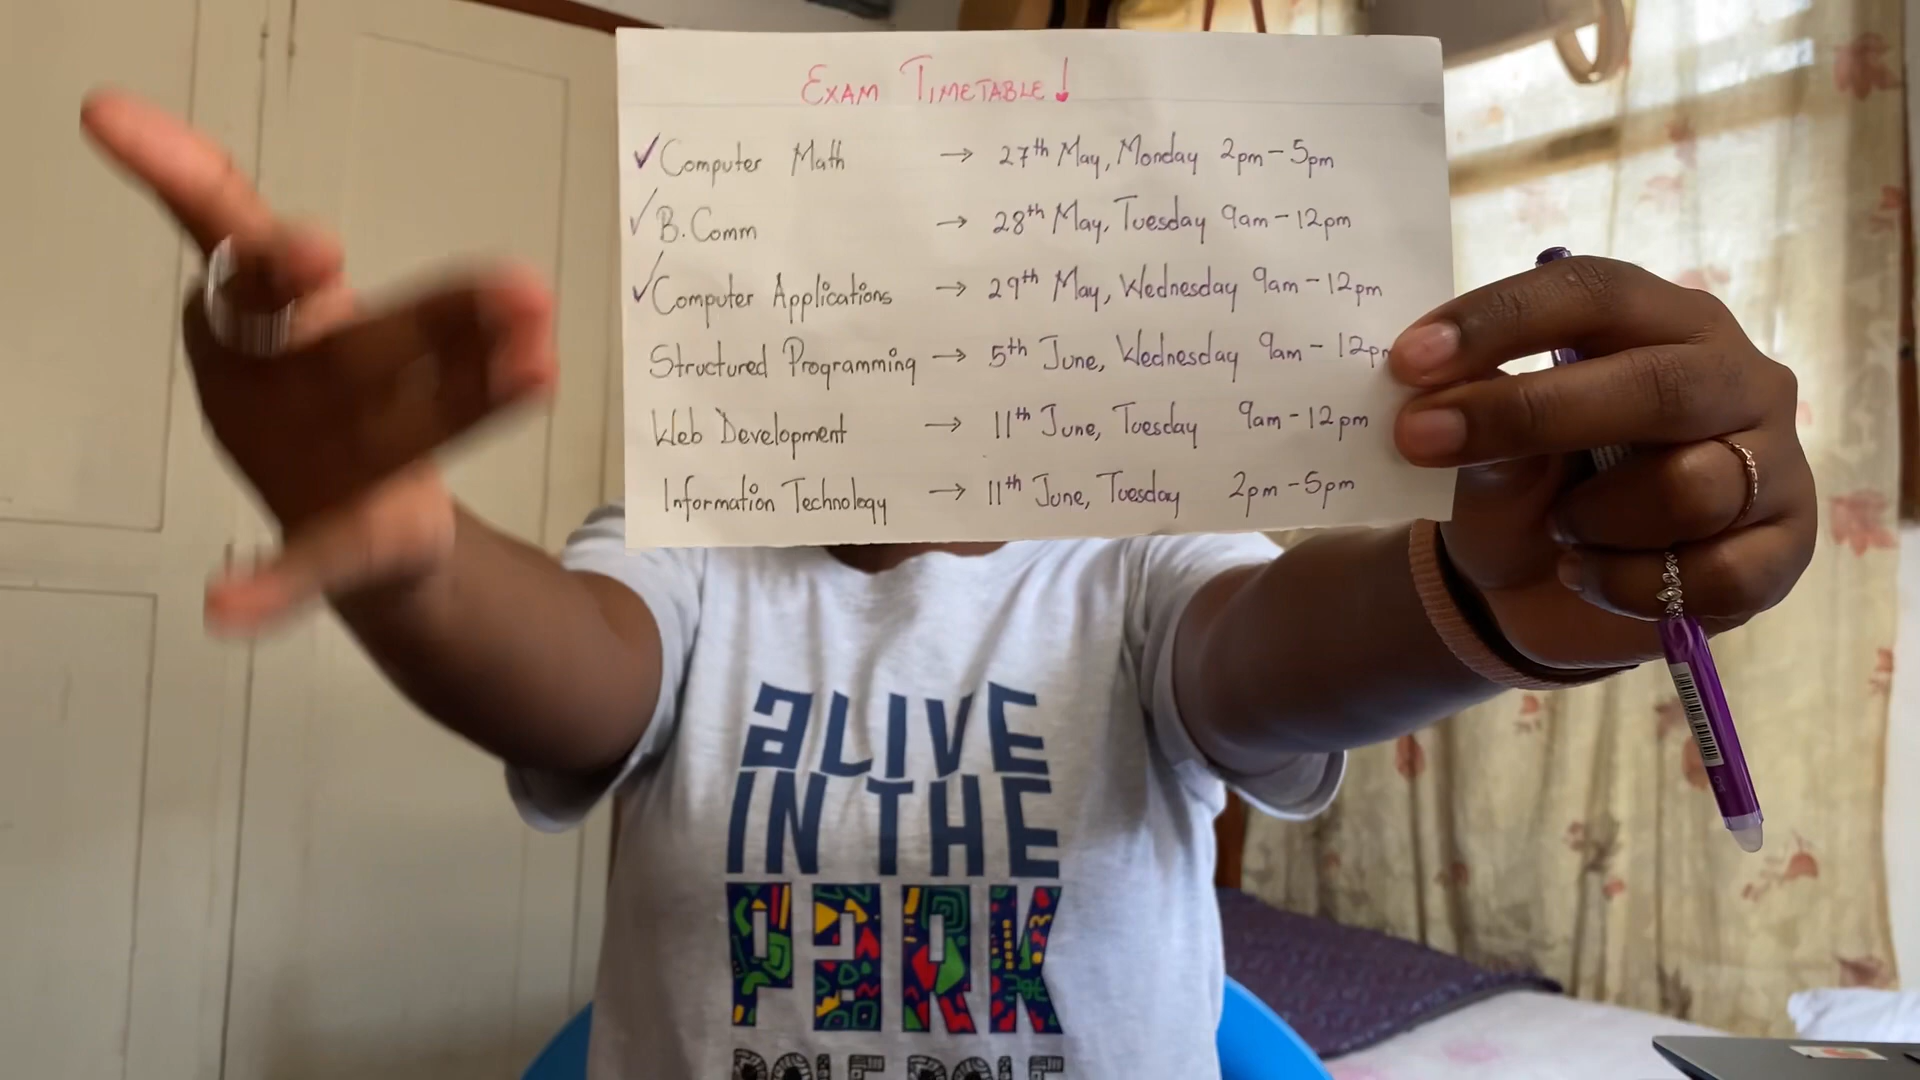 EXAM TIMETABLE!
✓ Computer Math → 27th May, Monday 2pm - 5pm
✓ B. Comm → 28th May, Tuesday 9am - 12pm
✓ Computer Applications → 29th May, Wednesday 9am - 12pm
Structured Programming → 5th June, Wednesday 9am - 12pm
Web Development → 11th June, Tuesday 9am - 12pm
Information Technology → 11th June, Tuesday 2pm - 5pm
aLIVE
IN THE
PaRK
POLE POLE